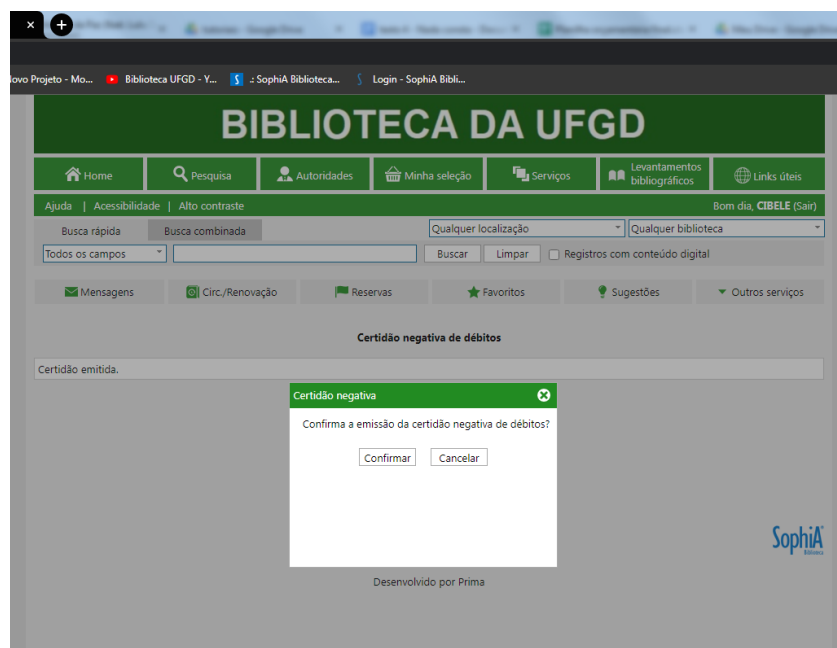 Novo Projeto - Mo... Biblioteca UFGD - Y... .: SophiA Biblioteca... Login - SophiA Bibli...
BIBLIOTECA DA UFGD
Home Pesquisa Autoridades Minha seleção Serviços Levantamentos bibliográficos Links úteis
Ajuda | Acessibilidade | Alto contraste Bom dia, CIBELE (Sair)
Busca rápida Busca combinada Qualquer localização Qualquer biblioteca
Todos os campos Buscar Limpar Registros com conteúdo digital
Mensagens Circ./Renovação Reservas Favoritos Sugestões Outros serviços
Certidão negativa de débitos
Certidão emitida.
Certidão negativa
Confirma a emissão da certidão negativa de débitos?
Confirmar Cancelar
SophiA
Biblioteca
Desenvolvido por Prima